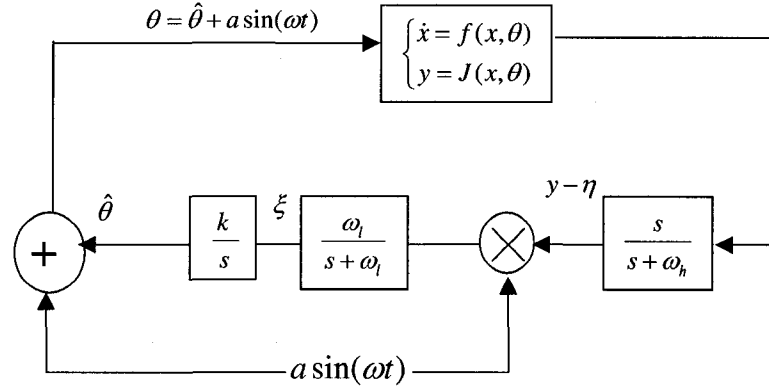 θ = θ̂ + a sin(ωt)
ẋ = f(x,θ)
y = J(x,θ)
θ̂
k/s
ξ
ω_l/(s + ω_l)
×
y − η
s/(s + ω_h)
+
a sin(ωt)